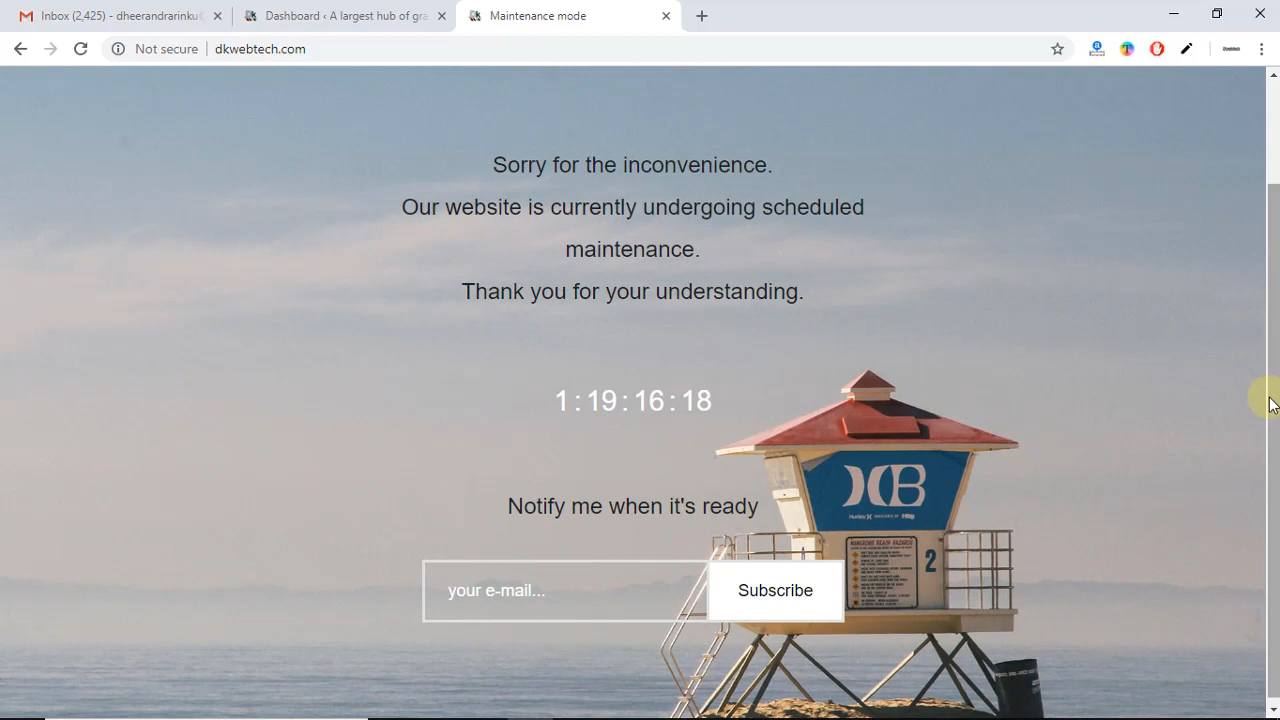 Inbox (2,425) - dheerandrarinku
Dashboard ‹ A largest hub of gra
Maintenance mode
Not secure
dkwebtech.com
Sorry for the inconvenience.
Our website is currently undergoing scheduled
maintenance.
Thank you for your understanding.
1 : 19 : 16 : 18
Notify me when it's ready
your e-mail...
Subscribe
2